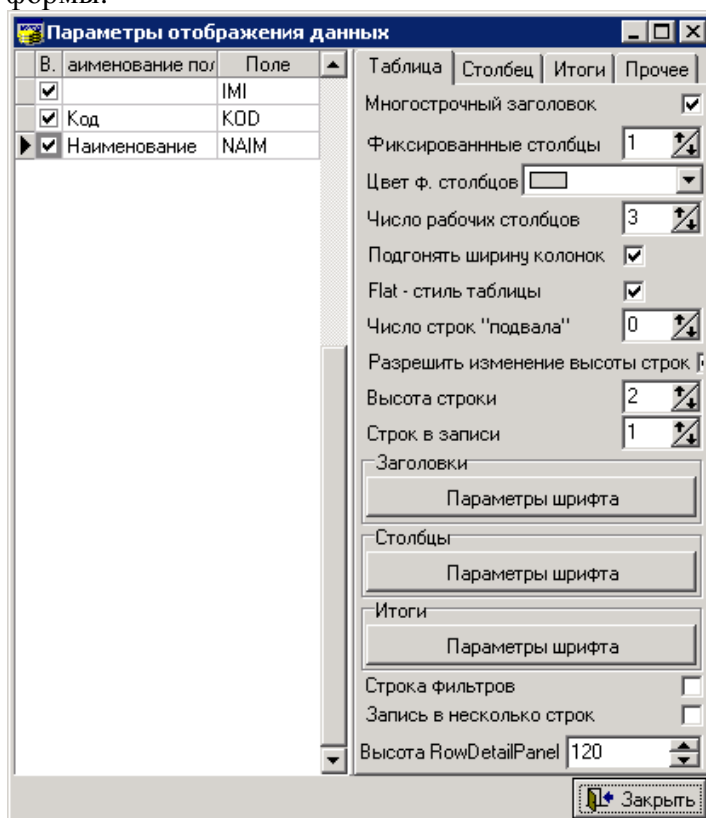 формы.
Параметры отображения данных
В. аименование пол Поле
IMI
Код KOD
Наименование NAIM
Таблица Столбец Итоги Прочее
Многострочный заголовок
Фиксированнные столбцы 1
Цвет ф. столбцов
Число рабочих столбцов 3
Подгонять ширину колонок
Flat - стиль таблицы
Число строк "подвала" 0
Разрешить изменение высоты строк
Высота строки 2
Строк в записи 1
Заголовки
Параметры шрифта
Столбцы
Параметры шрифта
Итоги
Параметры шрифта
Строка фильтров
Запись в несколько строк
Высота RowDetailPanel 120
Закрыть